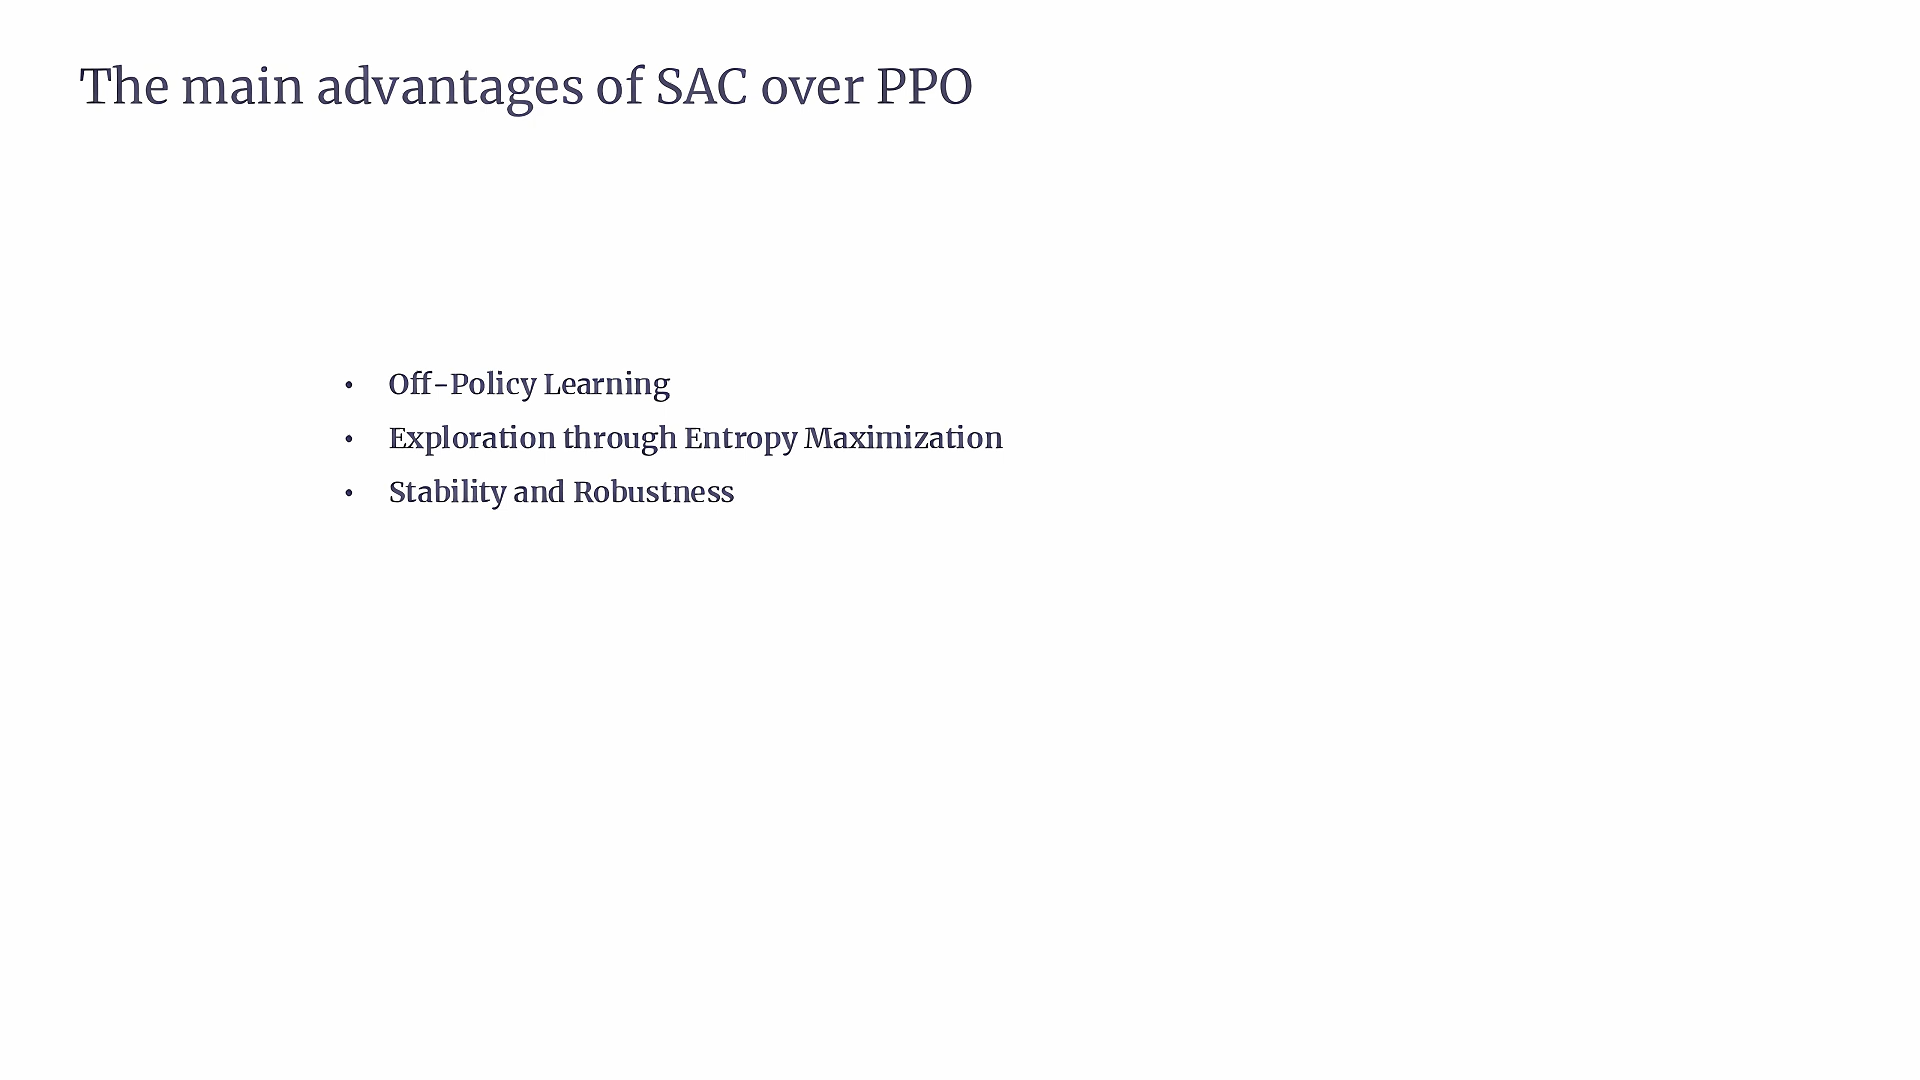 The main advantages of SAC over PPO
• Off-Policy Learning
• Exploration through Entropy Maximization
• Stability and Robustness